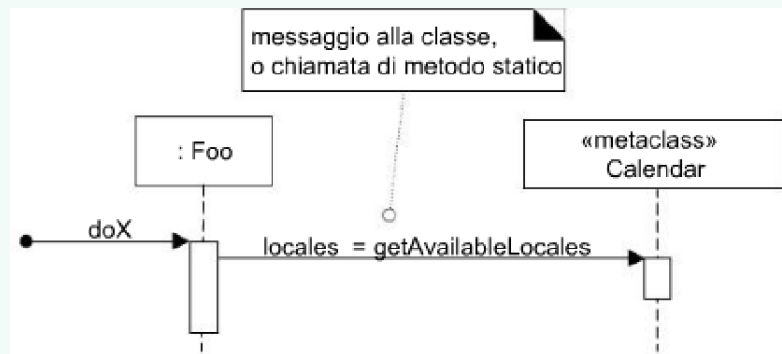 messaggio alla classe,
o chiamata di metodo statico
: Foo
«metaclass»
Calendar
doX
locales = getAvailableLocales